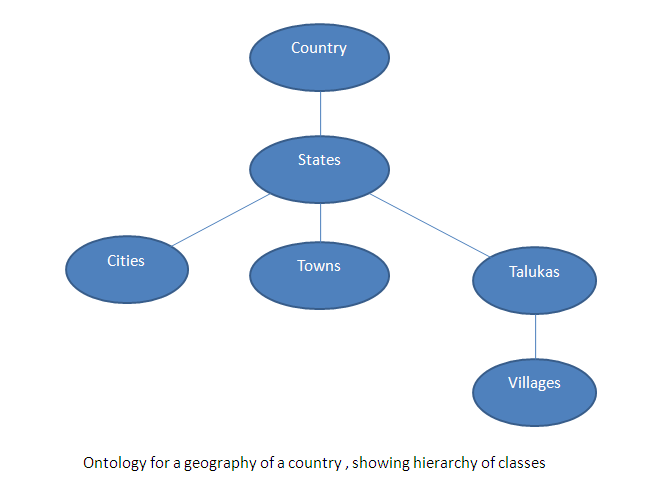 Country
States
Cities
Towns
Talukas
Villages
Ontology for a geography of a country , showing hierarchy of classes